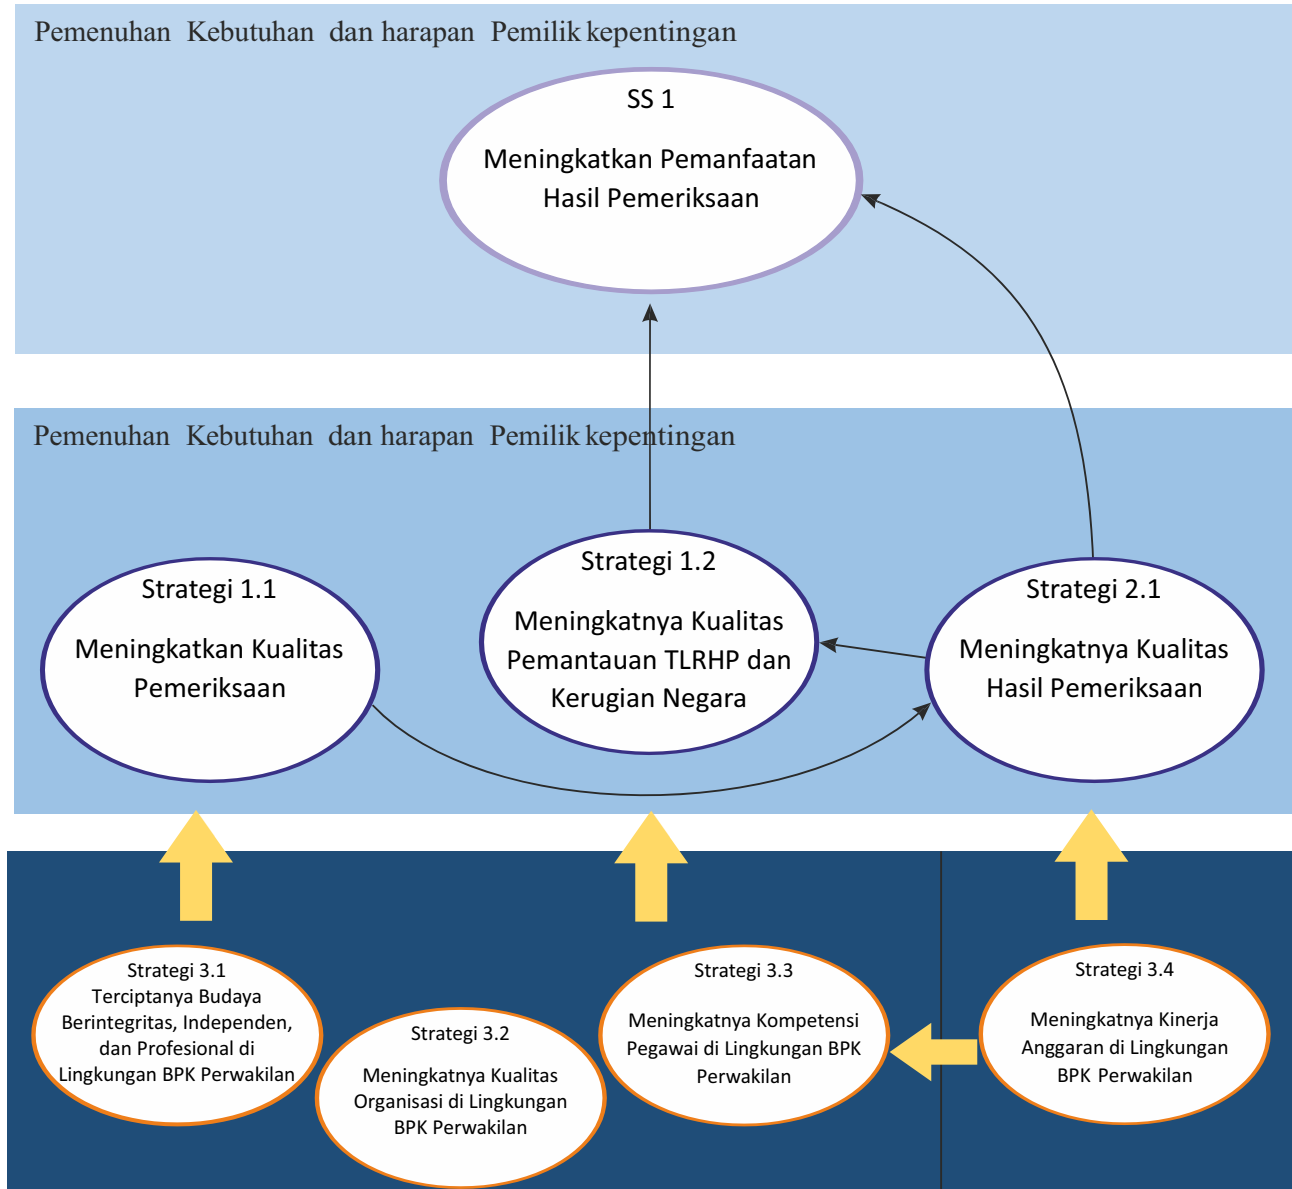 Pemenuhan Kebutuhan dan harapan Pemilik kepentingan
SS 1
Meningkatkan Pemanfaatan
Hasil Pemeriksaan
Pemenuhan Kebutuhan dan harapan Pemilik kepentingan
Strategi 1.1
Meningkatkan Kualitas
Pemeriksaan
Strategi 1.2
Meningkatnya Kualitas
Pemantauan TLRHP dan
Kerugian Negara
Strategi 2.1
Meningkatnya Kualitas
Hasil Pemeriksaan
Strategi 3.1
Terciptanya Budaya
Berintegritas, Independen,
dan Profesional di
Lingkungan BPK Perwakilan
Strategi 3.2
Meningkatnya Kualitas
Organisasi di Lingkungan
BPK Perwakilan
Strategi 3.3
Meningkatnya Kompetensi
Pegawai di Lingkungan BPK
Perwakilan
Strategi 3.4
Meningkatnya Kinerja
Anggaran di Lingkungan
BPK Perwakilan